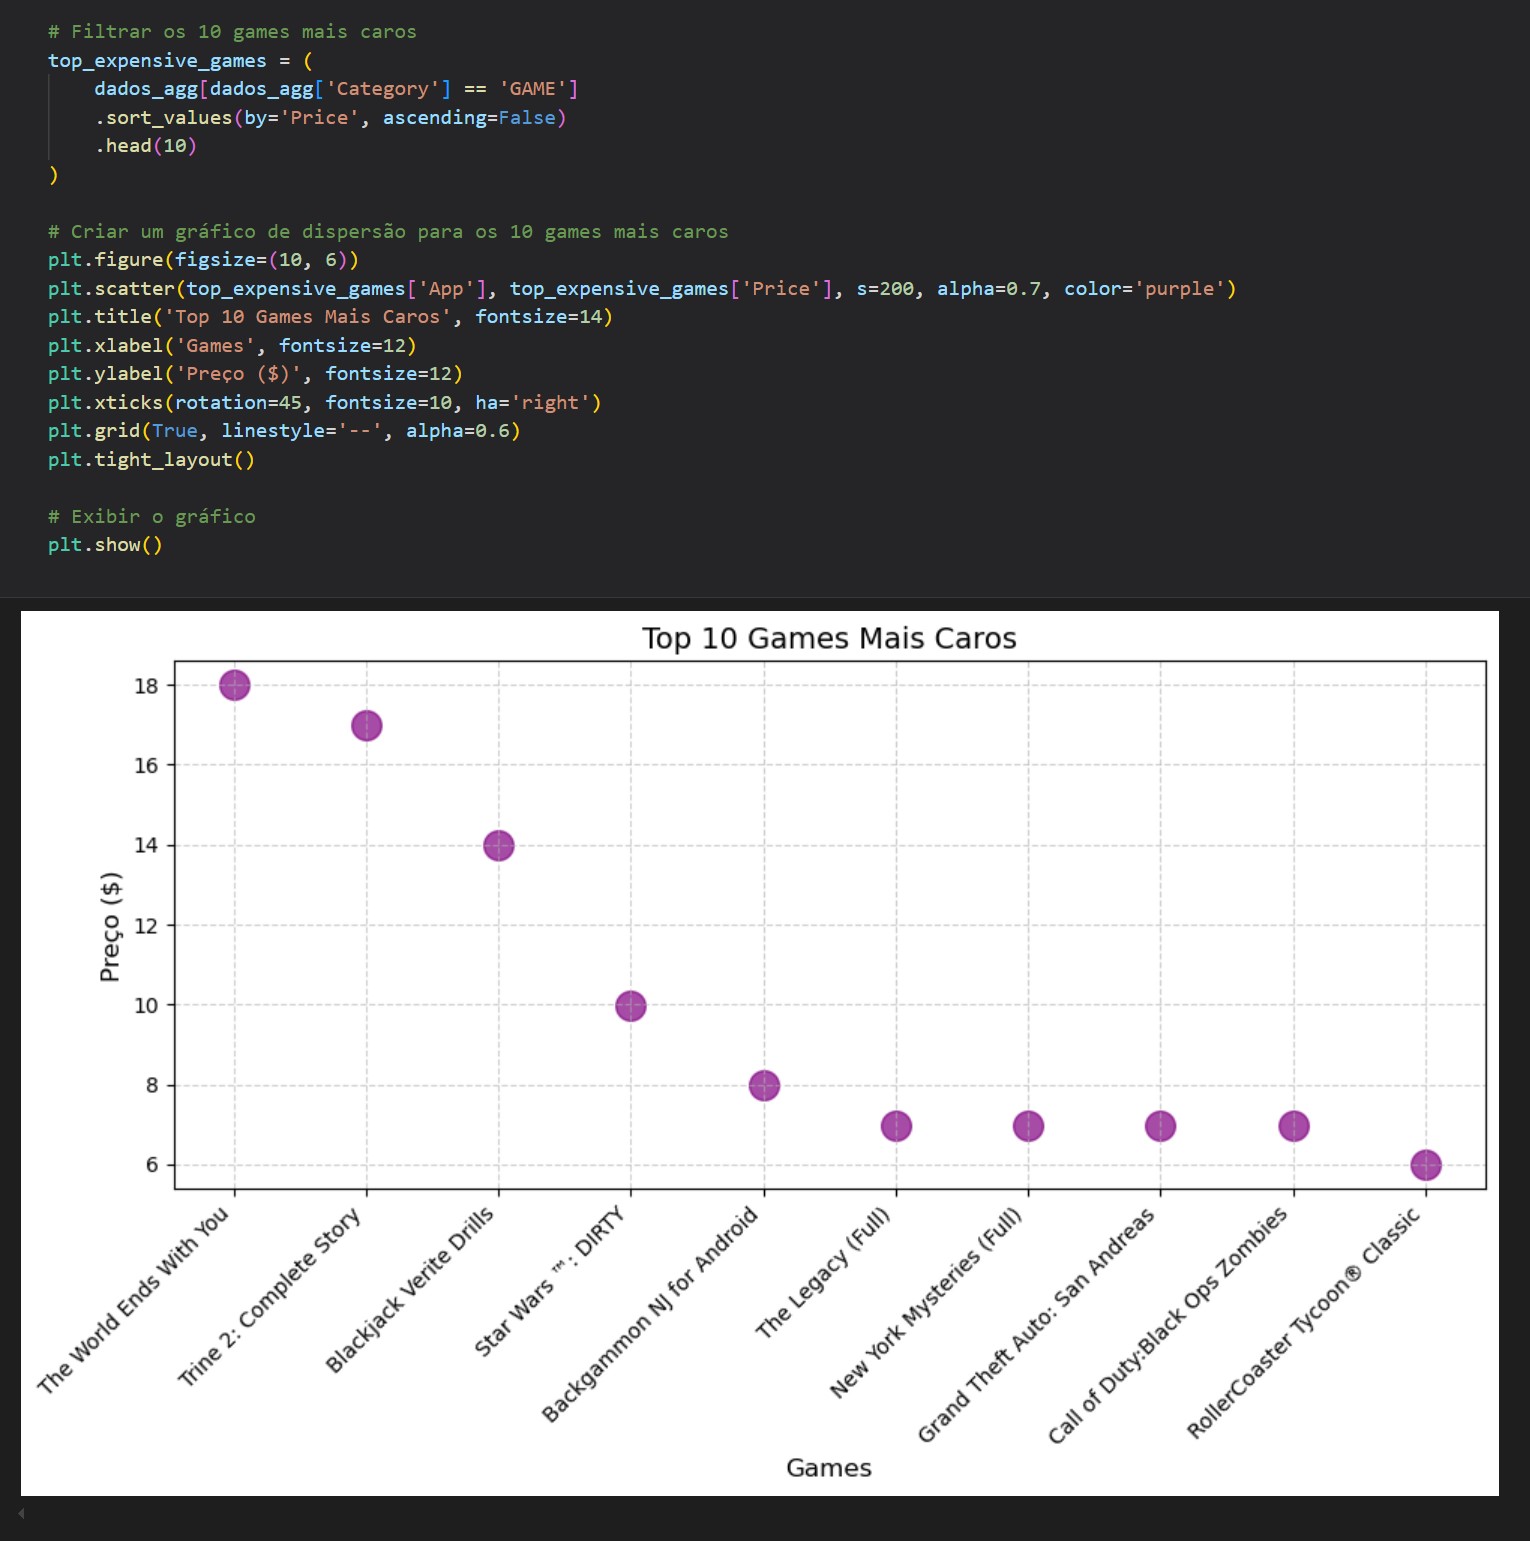 # Filtrar os 10 games mais caros
top_expensive_games = (
    dados_agg[dados_agg['Category'] == 'GAME']
    .sort_values(by='Price', ascending=False)
    .head(10)
)

# Criar um gráfico de dispersão para os 10 games mais caros
plt.figure(figsize=(10, 6))
plt.scatter(top_expensive_games['App'], top_expensive_games['Price'], s=200, alpha=0.7, color='purple')
plt.title('Top 10 Games Mais Caros', fontsize=14)
plt.xlabel('Games', fontsize=12)
plt.ylabel('Preço ($)', fontsize=12)
plt.xticks(rotation=45, fontsize=10, ha='right')
plt.grid(True, linestyle='--', alpha=0.6)
plt.tight_layout()

# Exibir o gráfico
plt.show()

Top 10 Games Mais Caros
Preço ($)
18
16
14
12
10
8
6
The World Ends With You
Trine 2: Complete Story
Blackjack Verite Drills
Star Wars ™: DIRTY
Backgammon NJ for Android
The Legacy (Full)
New York Mysteries (Full)
Grand Theft Auto: San Andreas
Call of Duty:Black Ops Zombies
RollerCoaster Tycoon® Classic
Games